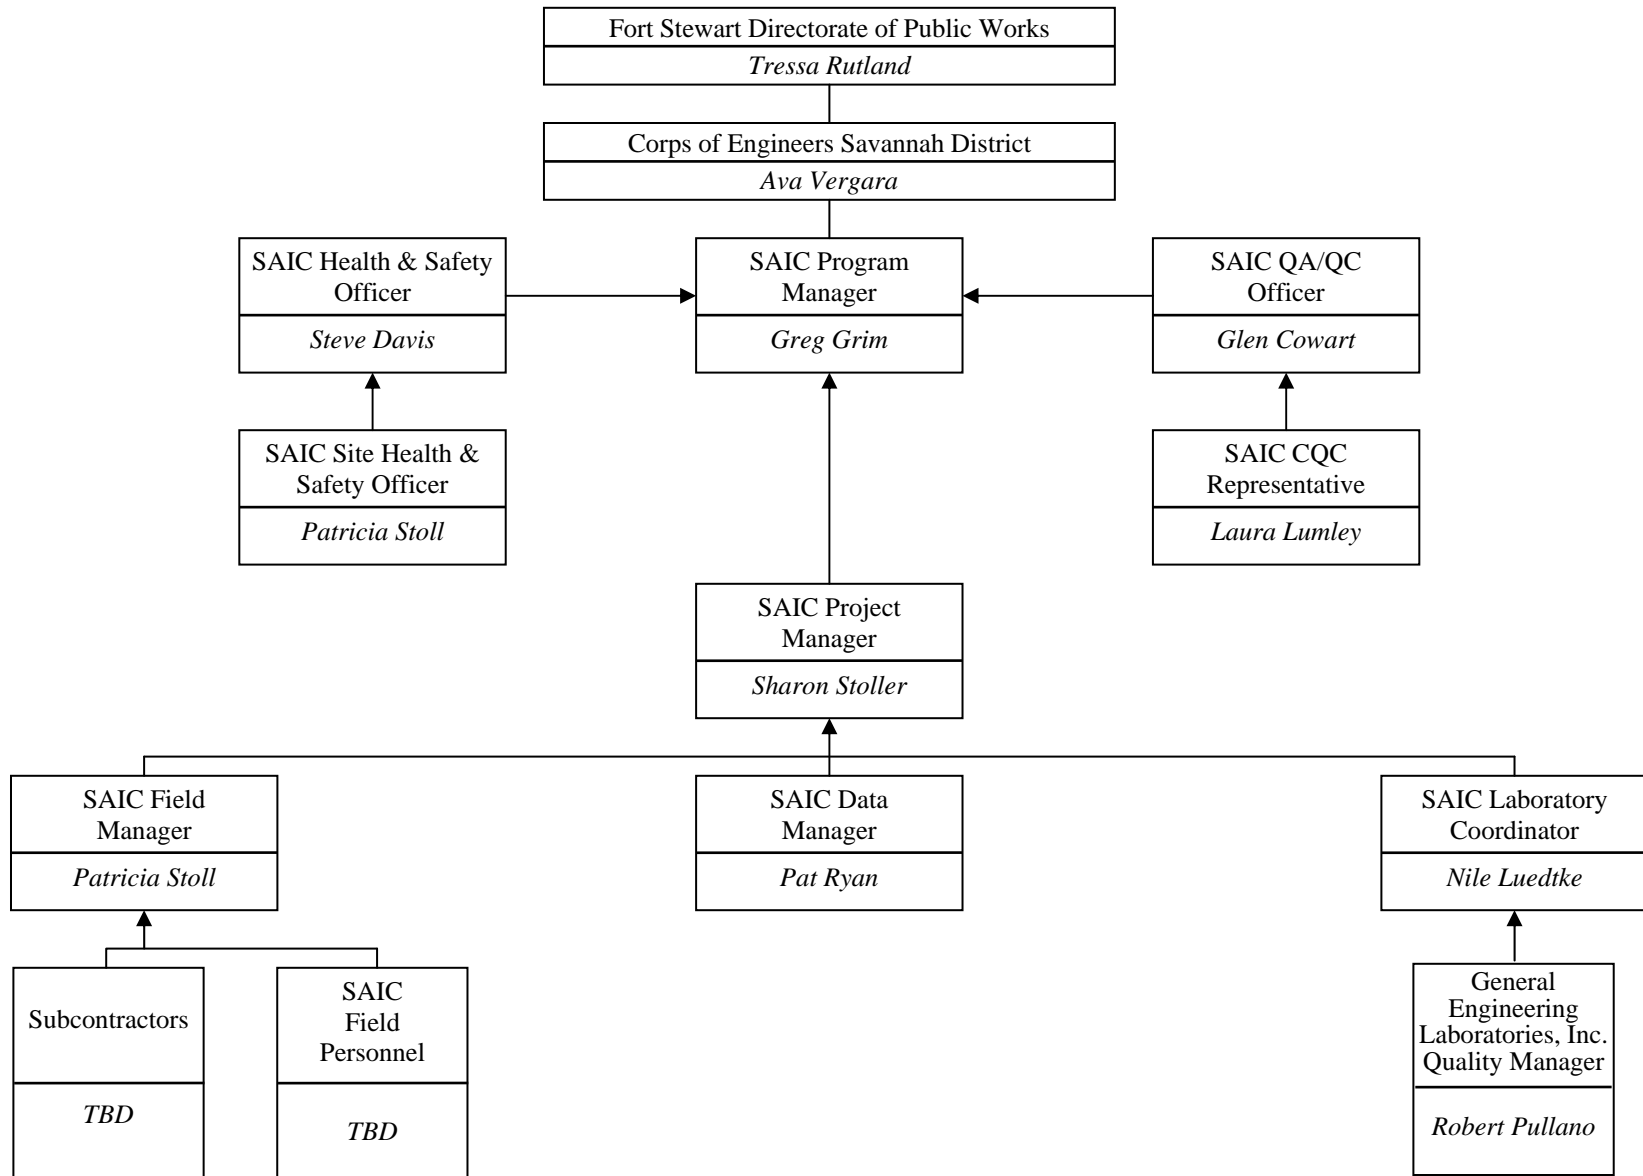 Fort Stewart Directorate of Public Works
Tressa Rutland
Corps of Engineers Savannah District
Ava Vergara
SAIC Health & Safety
Officer
Steve Davis
SAIC Program
Manager
Greg Grim
SAIC QA/QC
Officer
Glen Cowart
SAIC Site Health &
Safety Officer
Patricia Stoll
SAIC CQC
Representative
Laura Lumley
SAIC Project
Manager
Sharon Stoller
SAIC Field
Manager
Patricia Stoll
SAIC Data
Manager
Pat Ryan
SAIC Laboratory
Coordinator
Nile Luedtke
Subcontractors
TBD
SAIC
Field
Personnel
TBD
General
Engineering
Laboratories, Inc.
Quality Manager
Robert Pullano